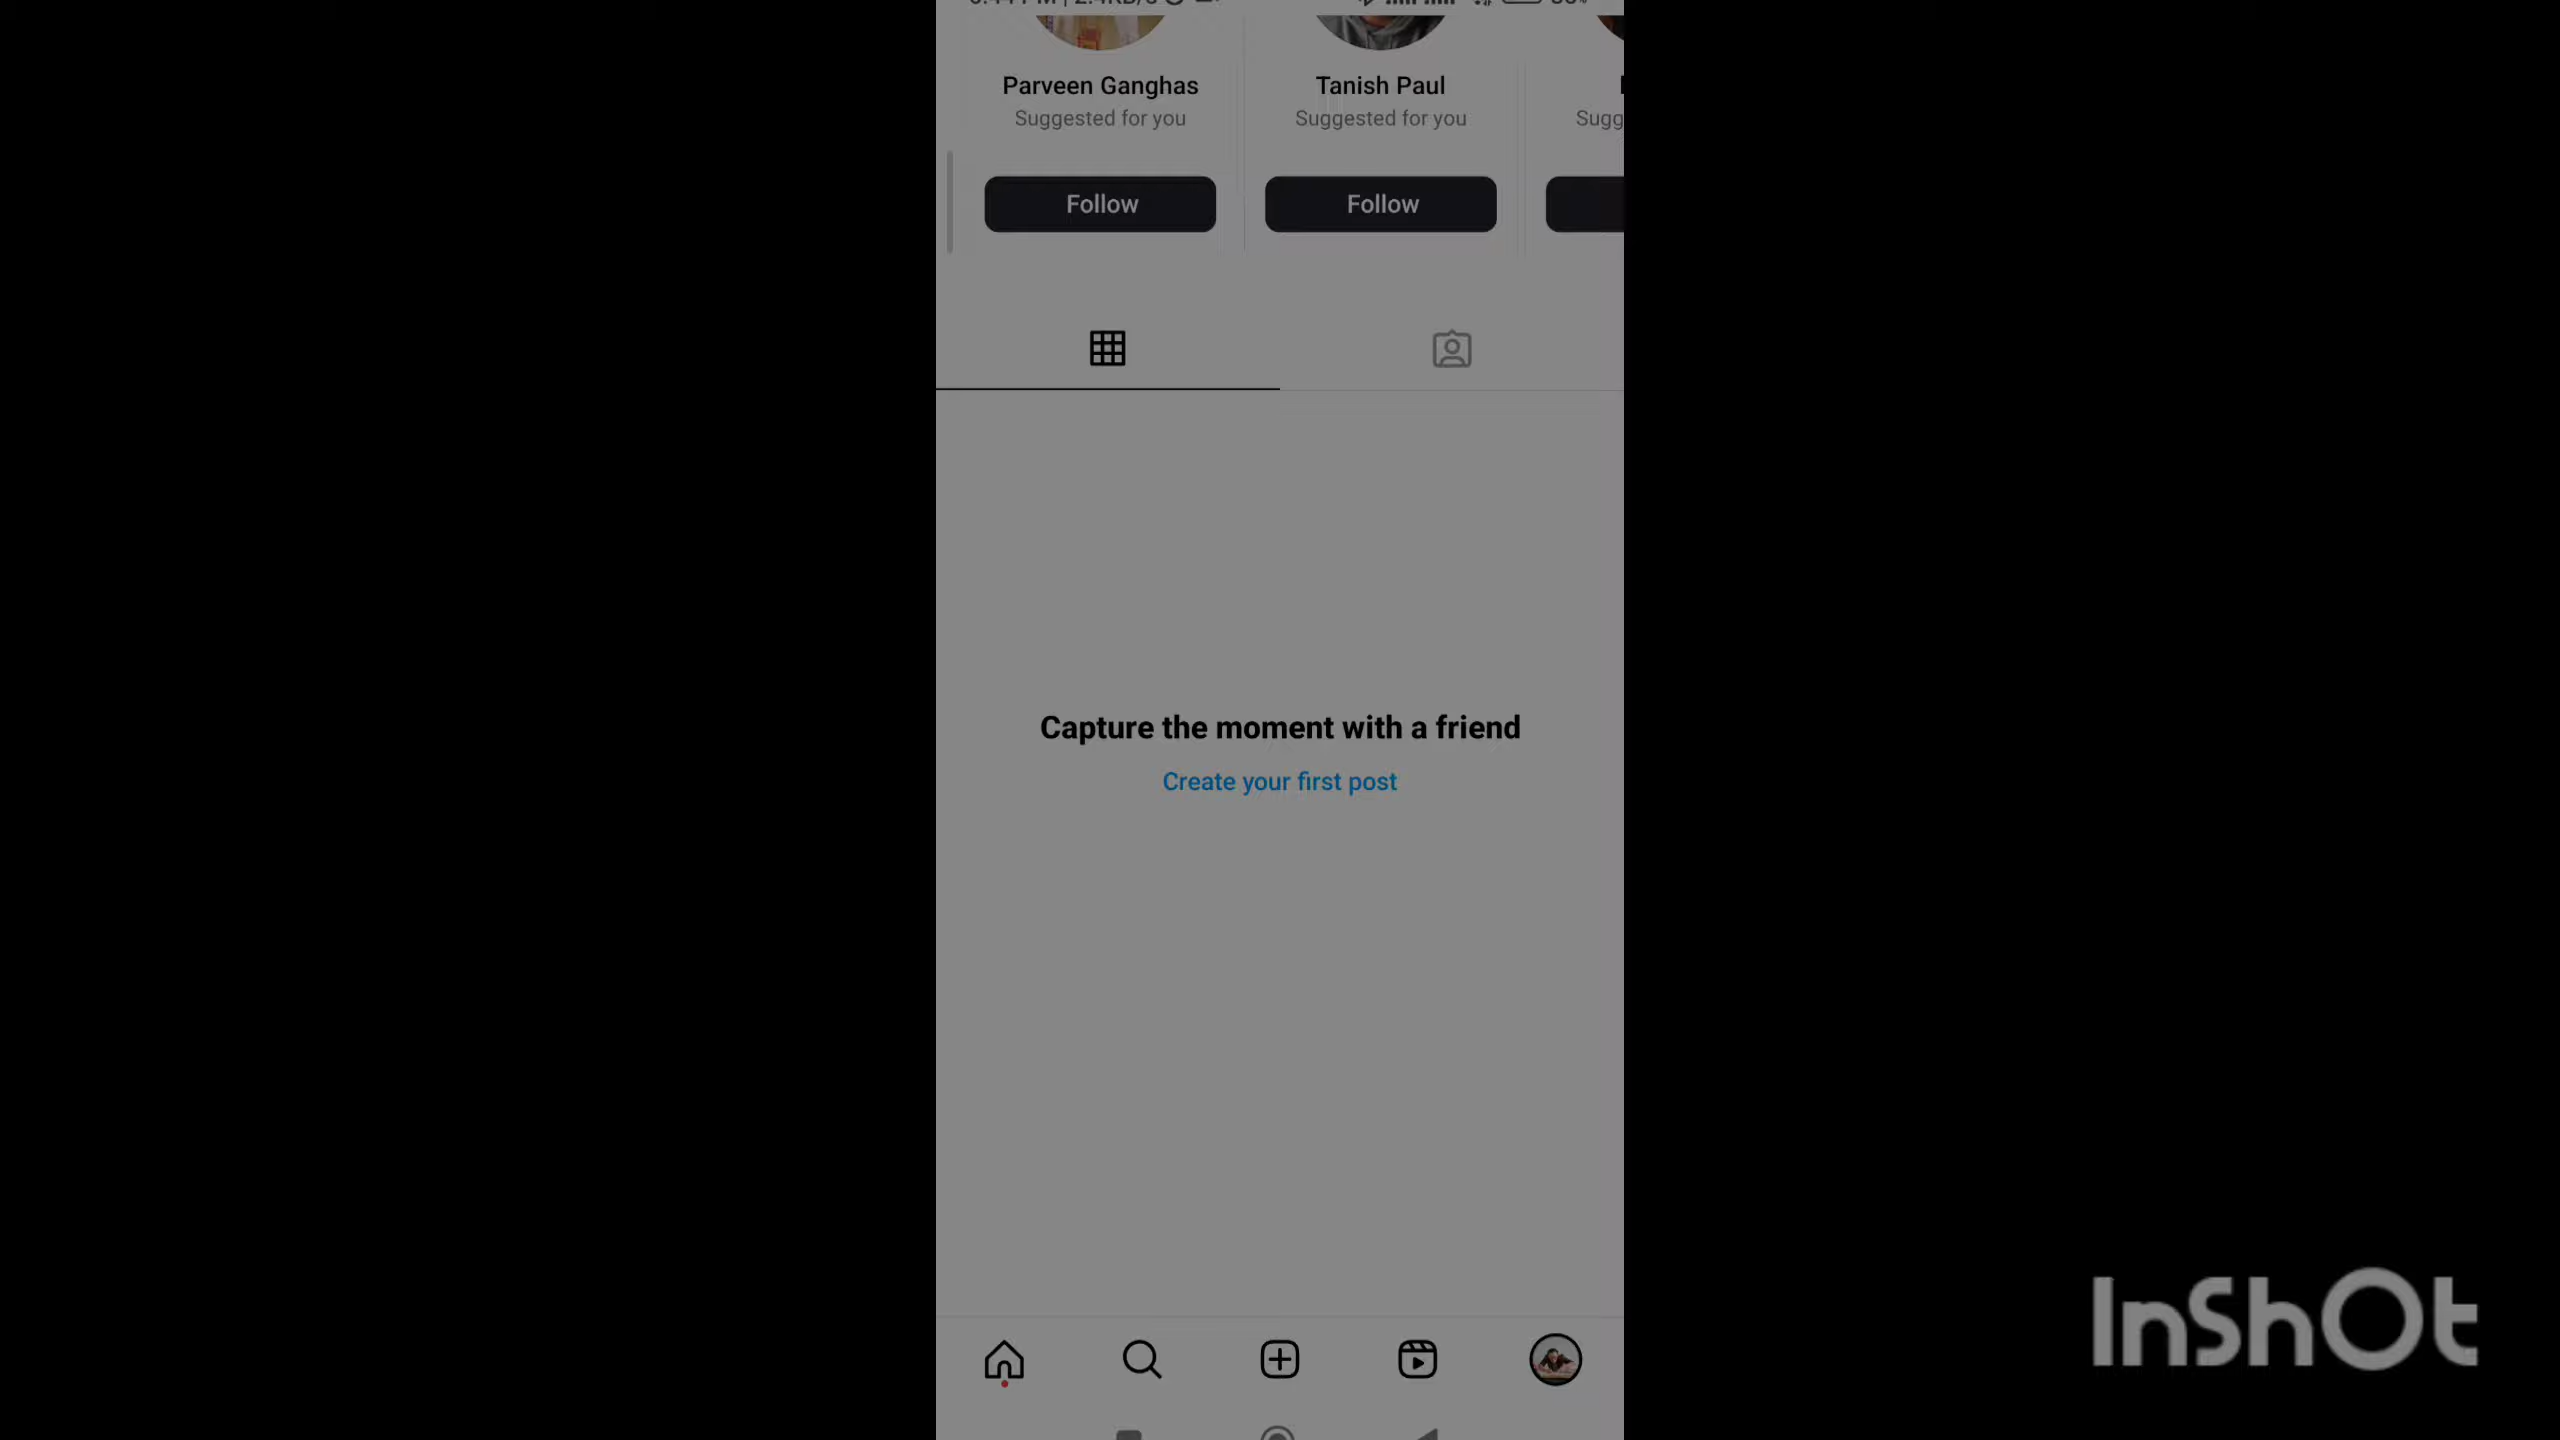 Parveen Ganghas
Tanish Paul
Suggested for you
Suggested for you
Sugg
Follow
Follow
Capture the moment with a friend
Create your first post
InShOt